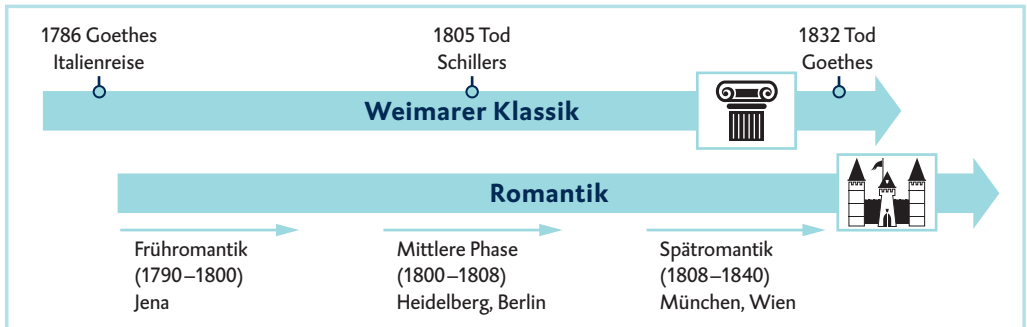 1786 Goethes
Italienreise
1805 Tod
Schillers
1832 Tod
Goethes
Weimarer Klassik
Romantik
Frühromantik
(1790–1800)
Jena
Mittlere Phase
(1800–1808)
Heidelberg, Berlin
Spätromantik
(1808–1840)
München, Wien